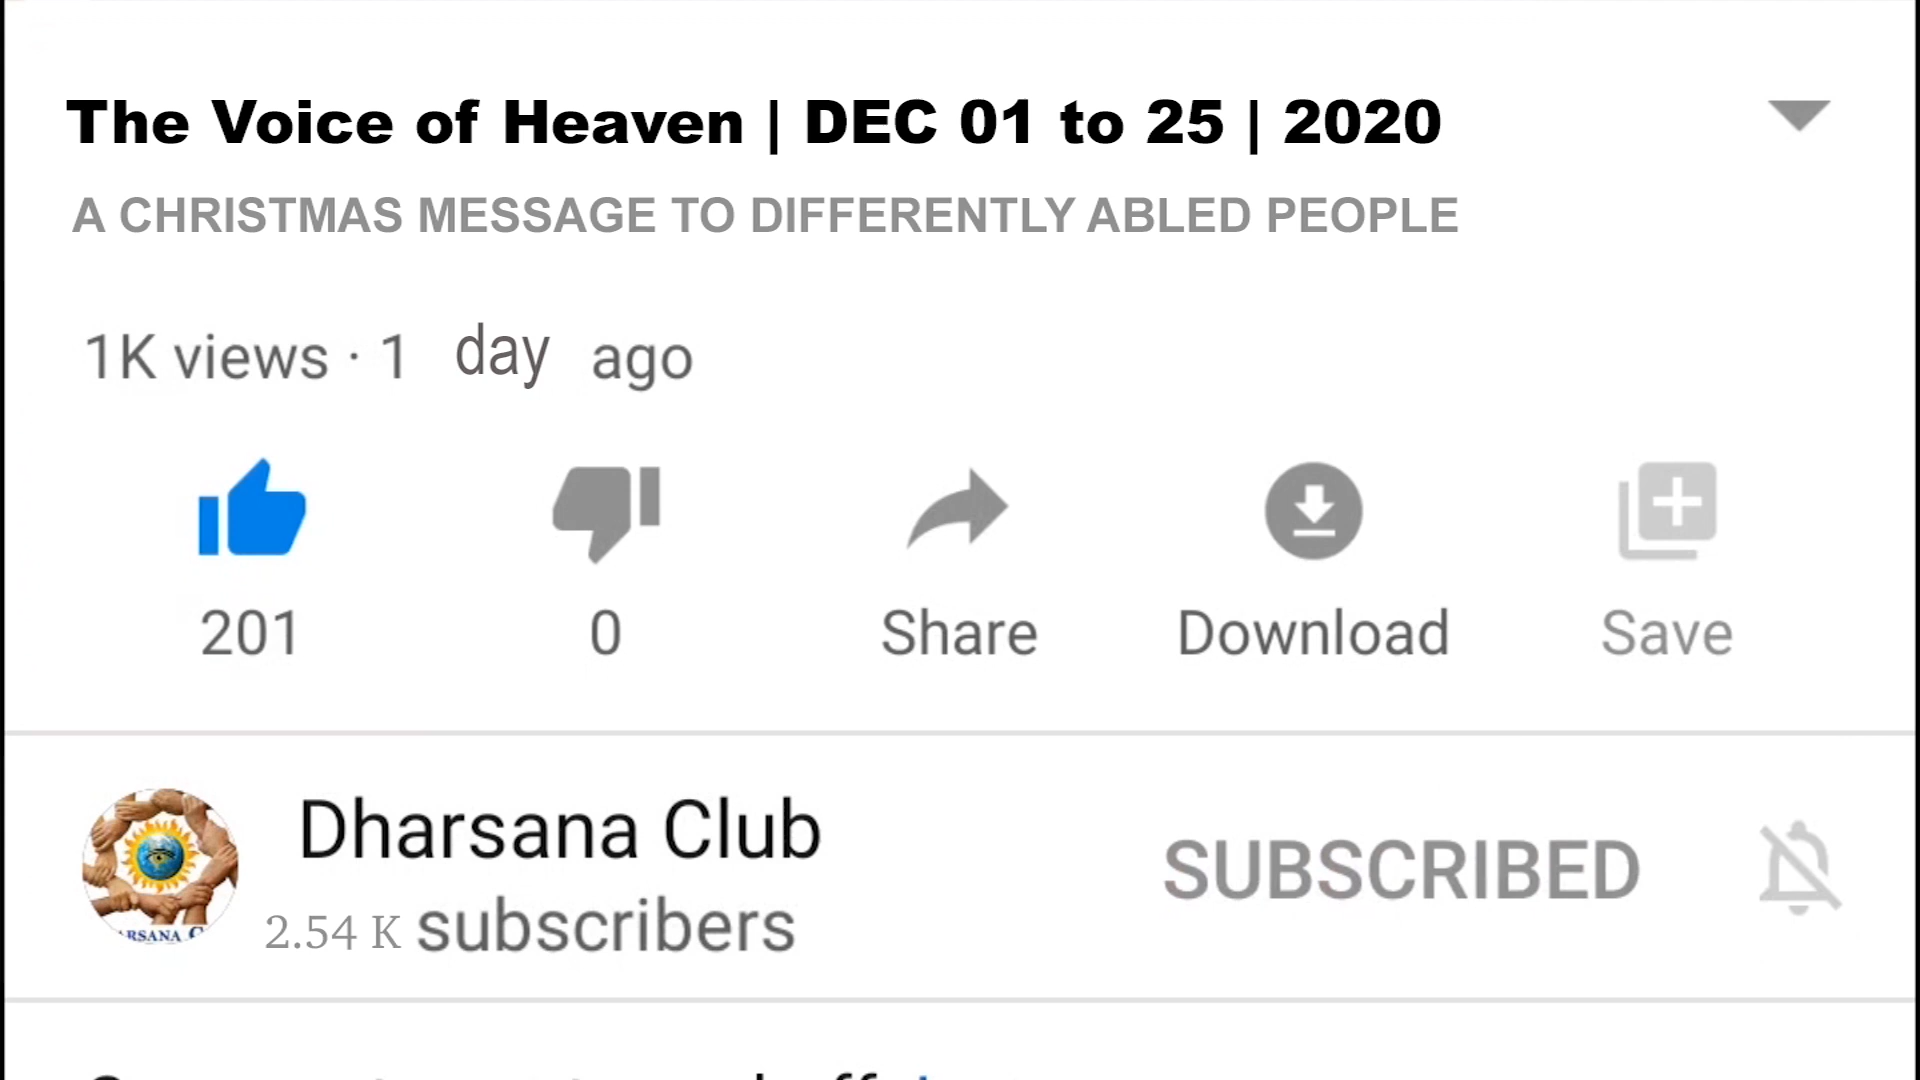 The Voice of Heaven | DEC 01 to 25 | 2020
A CHRISTMAS MESSAGE TO DIFFERENTLY ABLED PEOPLE
1K views · 1 day ago
201 0 Share Download Save
Dharsana Club
SUBSCRIBED
2.54 K subscribers